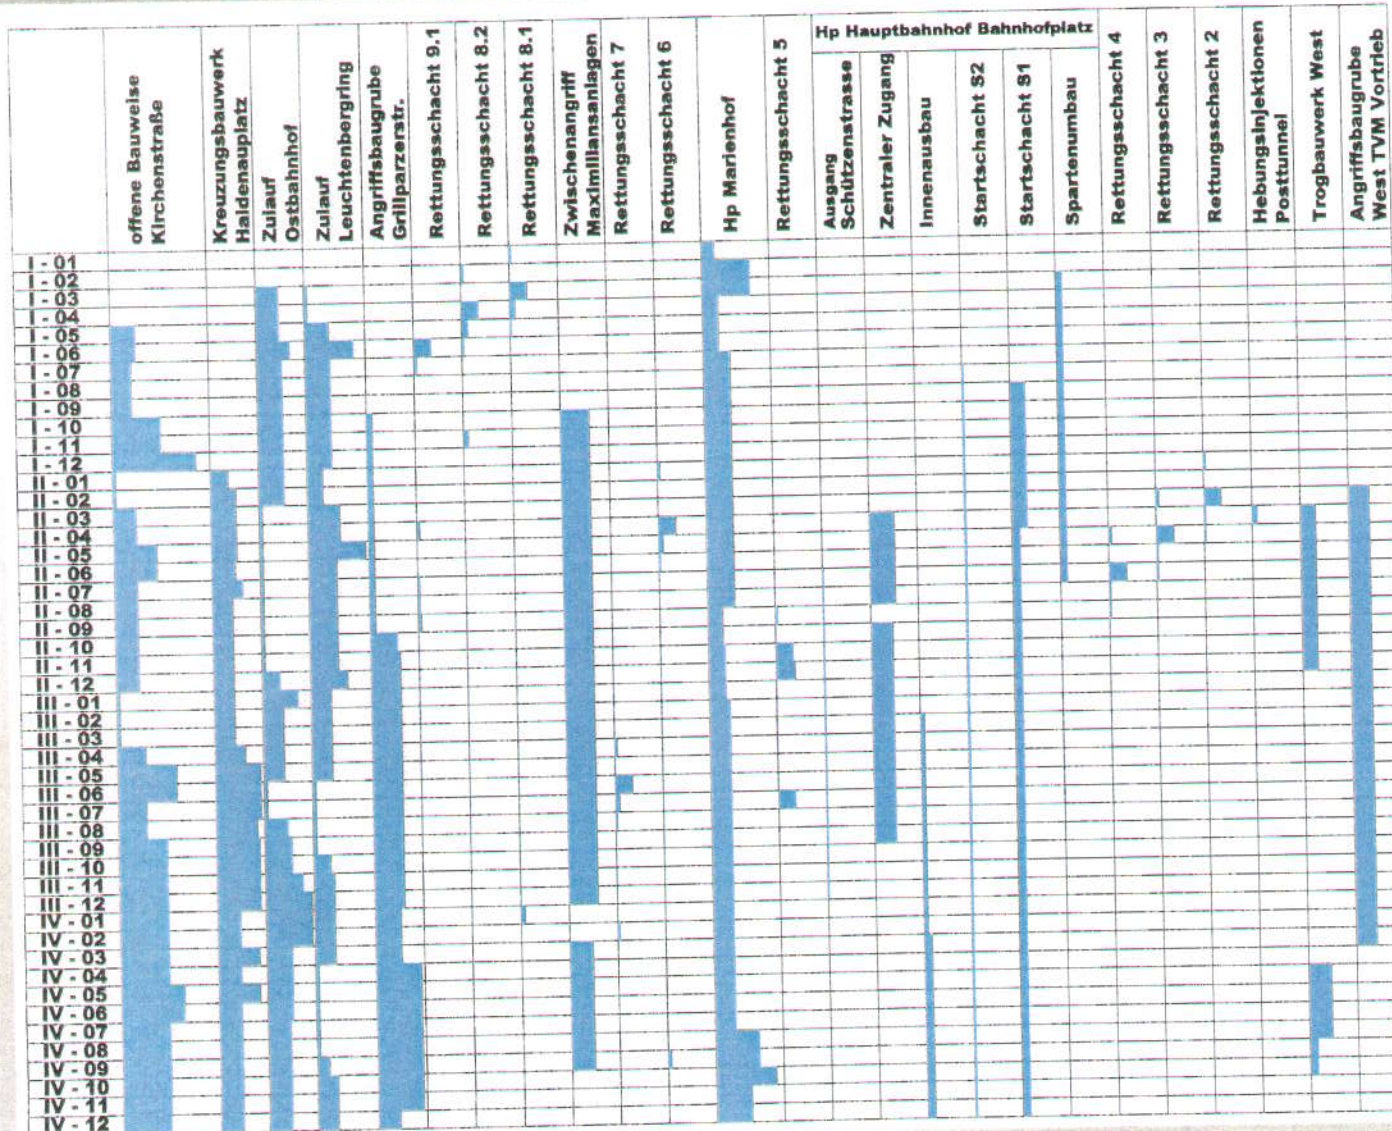 Hp Hauptbahnhof Bahnhofplatz
offene Bauweise
Kirchenstraße
Kreuzungsbauwerk
Haidenauplatz
Zulauf
Ostbahnhof
Zulauf
Leuchtenbergring
Angriffsbaugrube
Grillparzerstr.
Rettungsschacht 9.1
Rettungsschacht 8.2
Rettungsschacht 8.1
Zwischenangriff
Maximiliansanlagen
Rettungsschacht 7
Rettungsschacht 6
Hp Marienhof
Rettungsschacht 5
Ausgang
Schützenstrasse
Zentraler Zugang
Innenausbau
Startschacht S2
Startschacht S1
Spartenumbau
Rettungsschacht 4
Rettungsschacht 3
Rettungsschacht 2
Hebungsinjektionen
Posttunnel
Trogbauwerk West
Angriffsbaugrube
West TVM Vortrieb
I - 01
I - 02
I - 03
I - 04
I - 05
I - 06
I - 07
I - 08
I - 09
I - 10
I - 11
I - 12
II - 01
II - 02
II - 03
II - 04
II - 05
II - 06
II - 07
II - 08
II - 09
II - 10
II - 11
II - 12
III - 01
III - 02
III - 03
III - 04
III - 05
III - 06
III - 07
III - 08
III - 09
III - 10
III - 11
III - 12
IV - 01
IV - 02
IV - 03
IV - 04
IV - 05
IV - 06
IV - 07
IV - 08
IV - 09
IV - 10
IV - 11
IV - 12